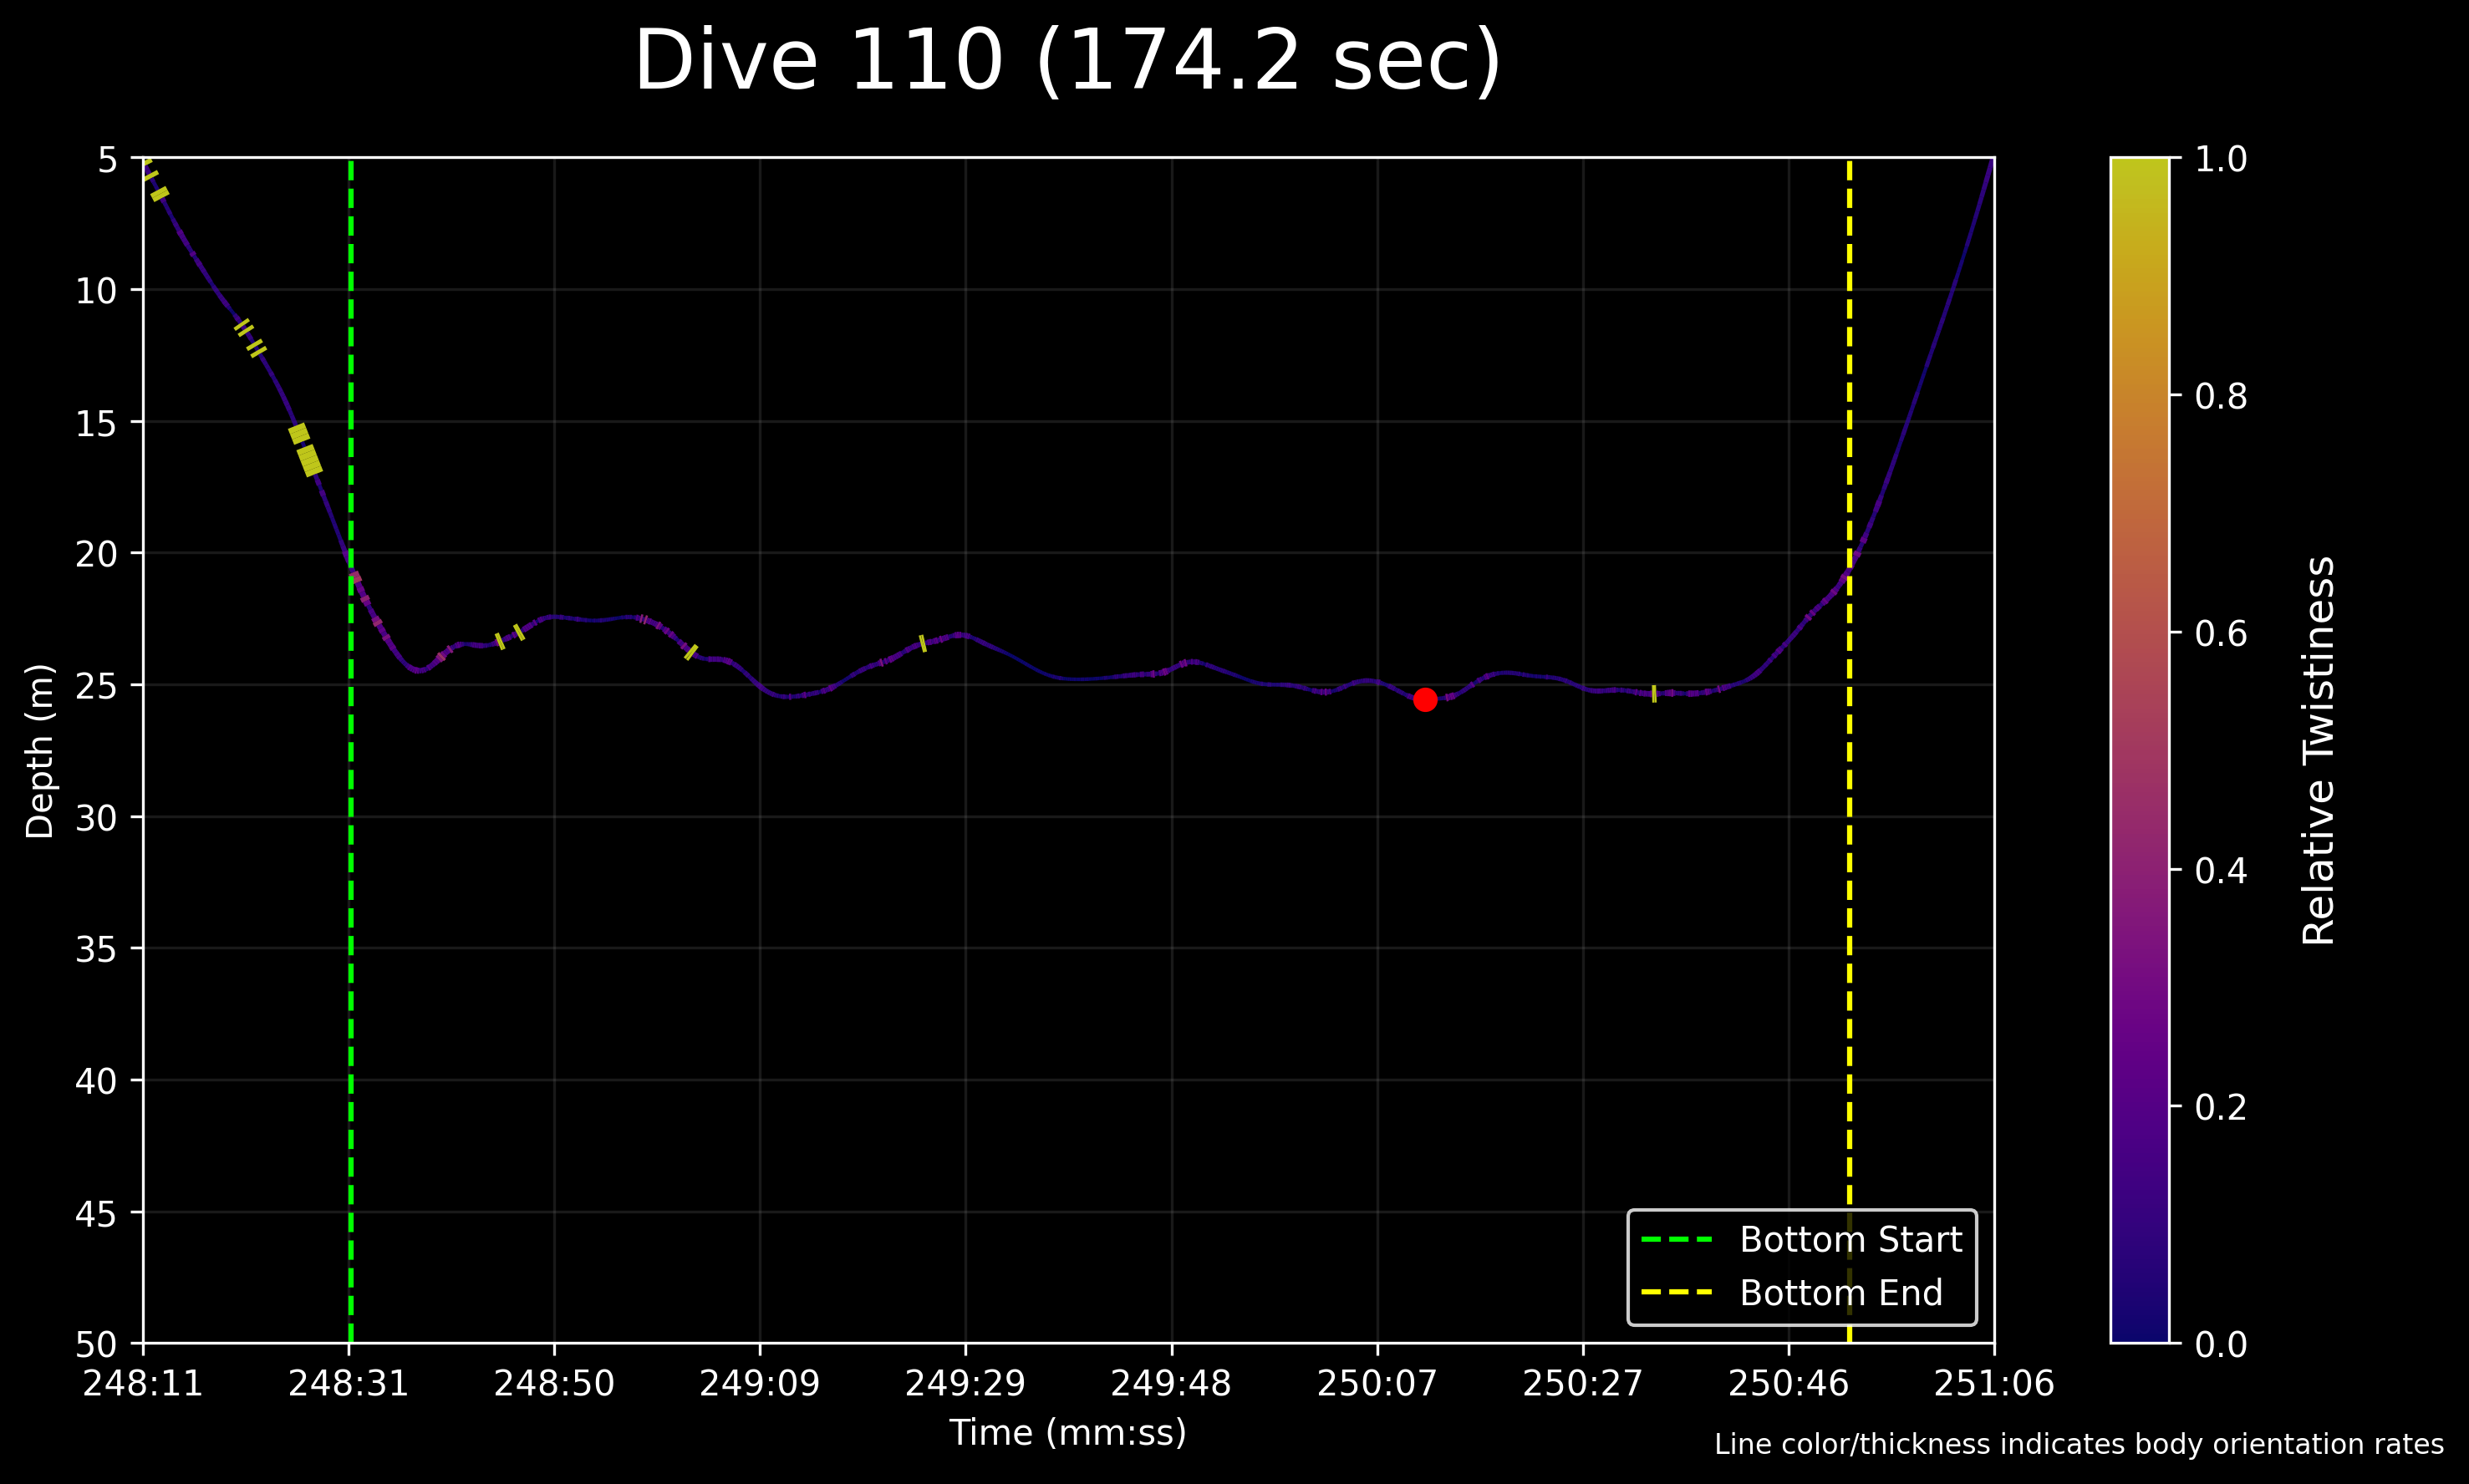 Dive 110 (174.2 sec)
5
10
15
20
25
30
35
40
45
50
Depth (m)
248:11 248:31 248:50 249:09 249:29 249:48 250:07 250:27 250:46 251:06
Time (mm:ss)
Bottom Start
Bottom End
1.0
0.8
0.6
0.4
0.2
0.0
Relative Twistiness
Line color/thickness indicates body orientation rates